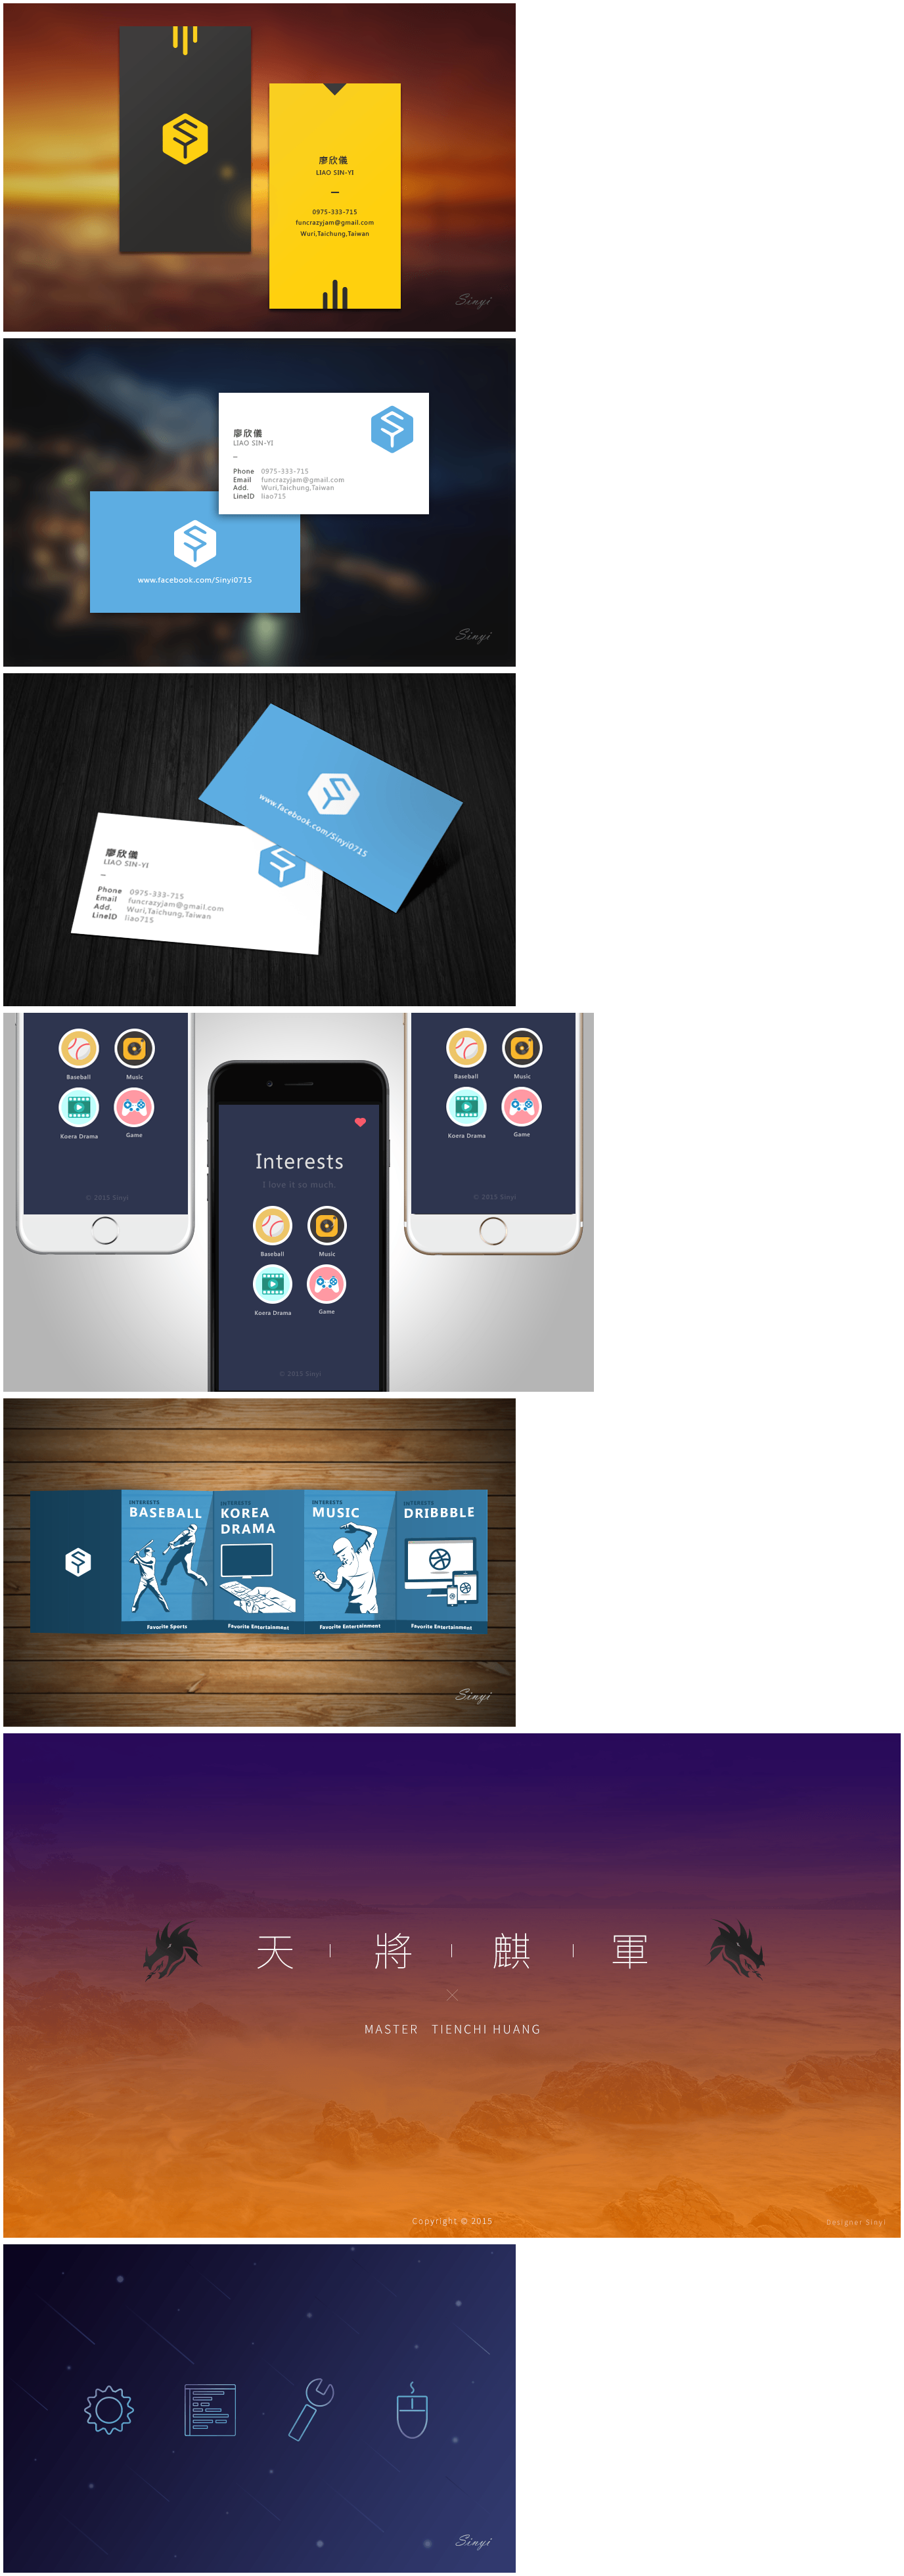 廖欣儀
LIAO SIN-YI
0975-333-715
funcrazyjam@gmail.com
Wuri,Taichung,Taiwan
Sinyi
廖欣儀
LIAO SIN-YI
Phone 0975-333-715
Email funcrazyjam@gmail.com
Add. Wuri,Taichung,Taiwan
LineID liao715
www.facebook.com/Sinyi0715
Sinyi
www.facebook.com/Sinyi0715
廖欣儀
LIAO SIN-YI
Phone 0975-333-715
Email funcrazyjam@gmail.com
Add. Wuri,Taichung,Taiwan
LineID liao715
Baseball Music
Koera Drama Game
© 2015 Sinyi
Interests
I love it so much.
Baseball Music
Koera Drama Game
© 2015 Sinyi
Baseball Music
Koera Drama Game
© 2015 Sinyi
INTERESTS
BASEBALL
Favorite Sports
INTERESTS
KOREA
DRAMA
Favorite Entertainment
INTERESTS
MUSIC
Favorite Entertainment
INTERESTS
DRIBBBLE
Favorite Entertainment
Sinyi
天 將 麒 軍
MASTER TIENCHI HUANG
Copyright © 2015
Designer Sinyi
Sinyi